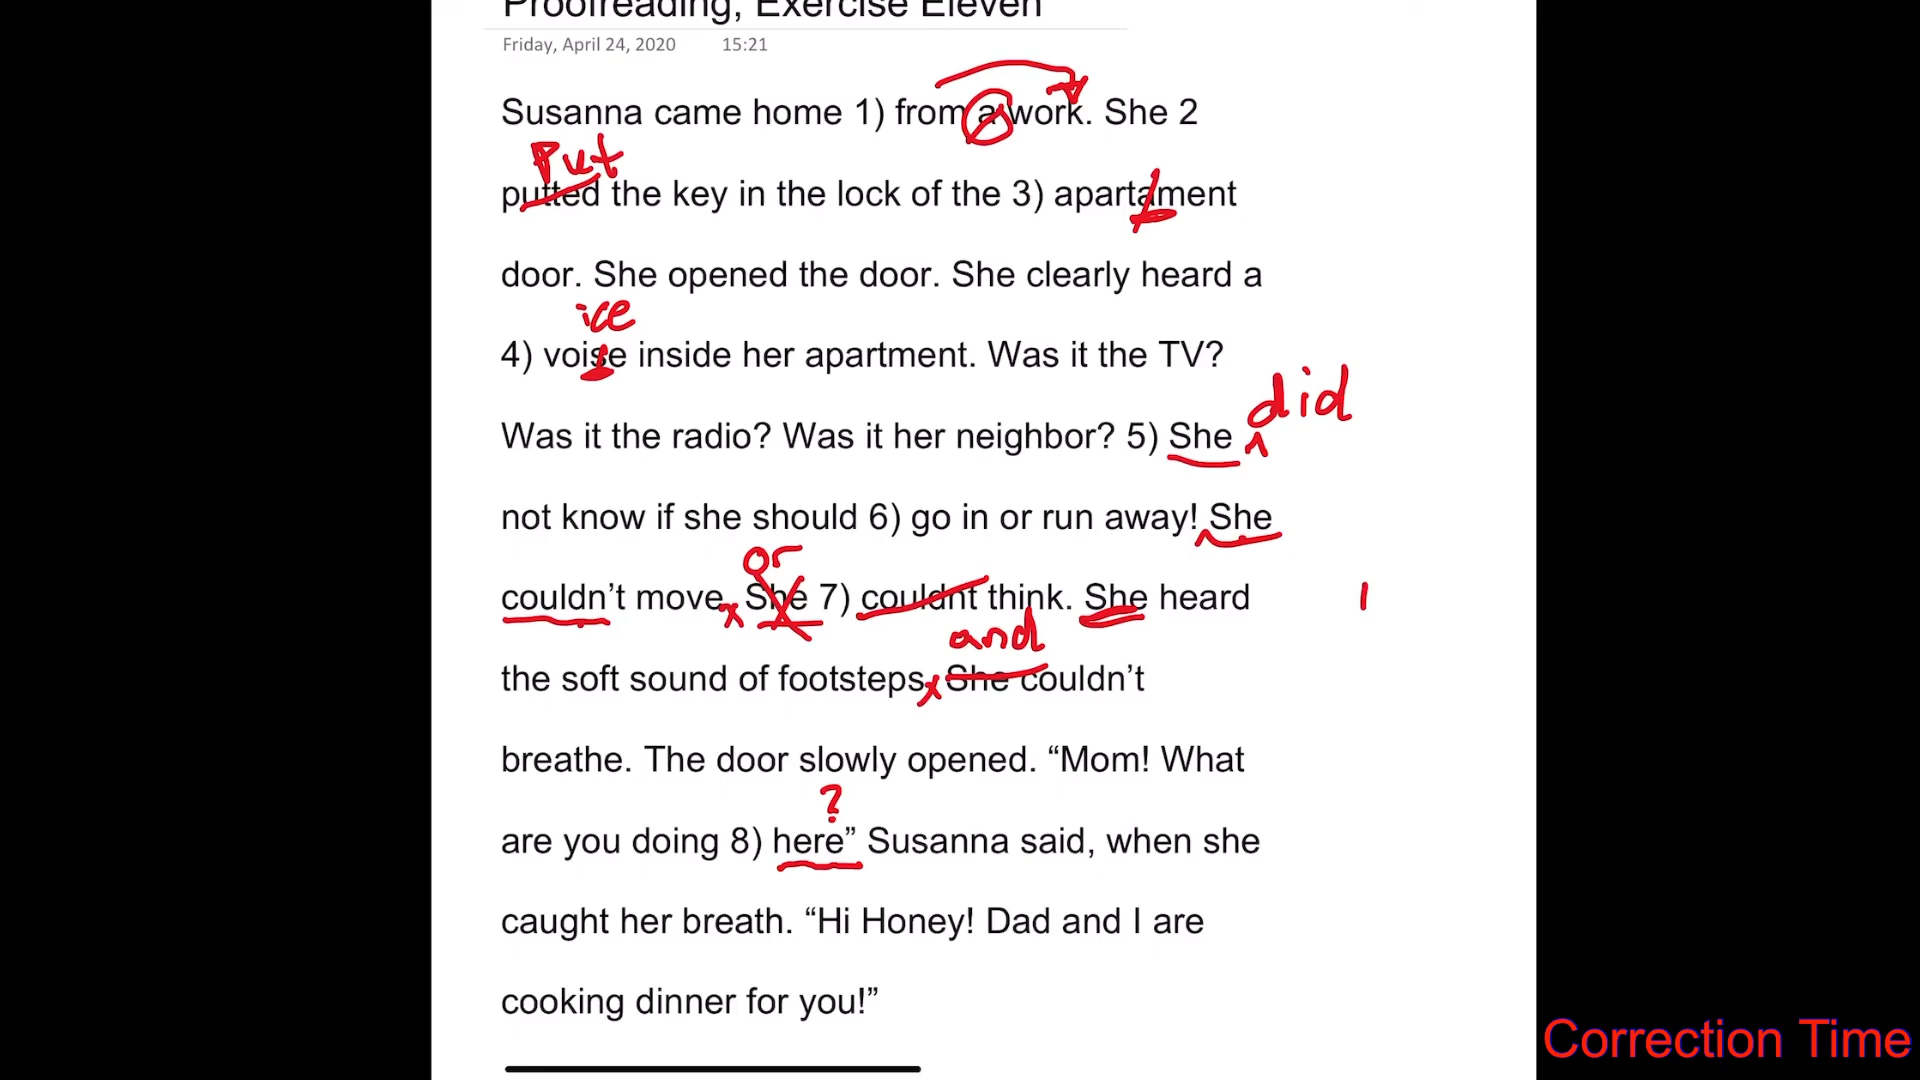 Proofreading, Exercise Eleven
Friday, April 24, 2020 15:21
Susanna came home 1) from a work. She 2
put
putted the key in the lock of the 3) apartament
door. She opened the door. She clearly heard a
ice
4) voise inside her apartment. Was it the TV?
did
Was it the radio? Was it her neighbor? 5) She ^
not know if she should 6) go in or run away! She
or
couldn’t move. She 7) couldnt think. She heard
and
the soft sound of footsteps. She couldn’t
breathe. The door slowly opened. “Mom! What
?
are you doing 8) here” Susanna said, when she
caught her breath. “Hi Honey! Dad and I are
cooking dinner for you!”
Correction Time